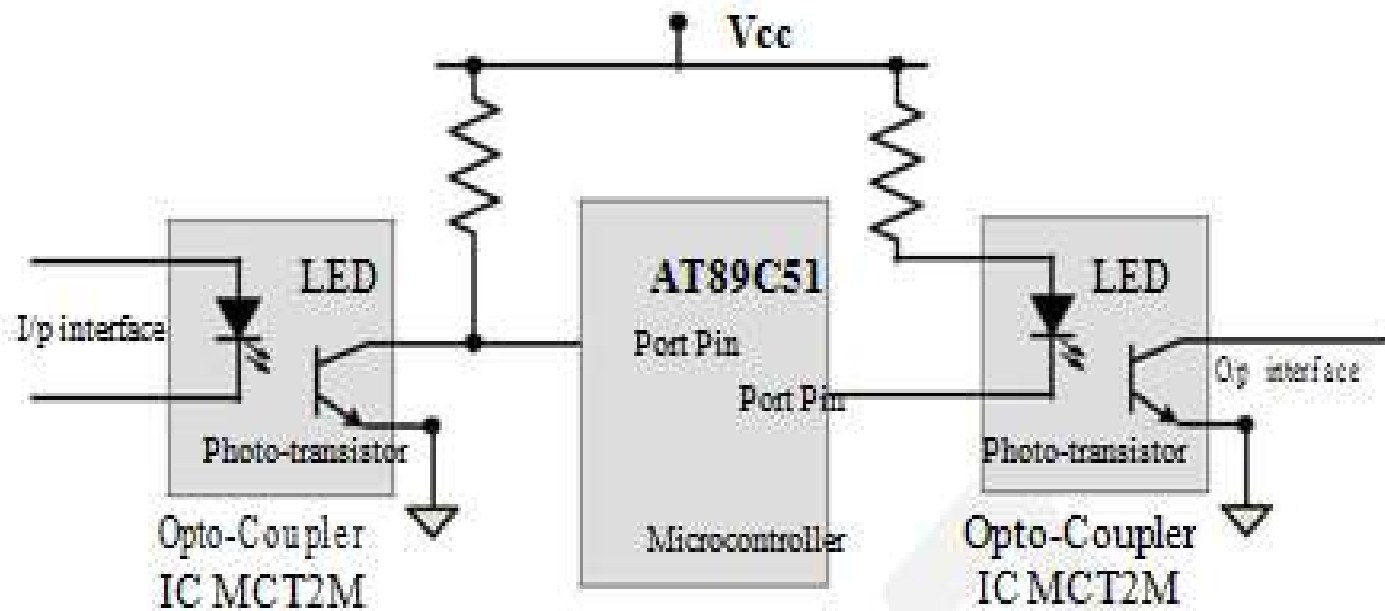 Vcc
LED
I/p interface
Photo-transistor
Opto-Coupler
IC MCT2M
AT89C51
Port Pin
Port Pin
Microcontroller
LED
O/p interface
Photo-transistor
Opto-Coupler
IC MCT2M